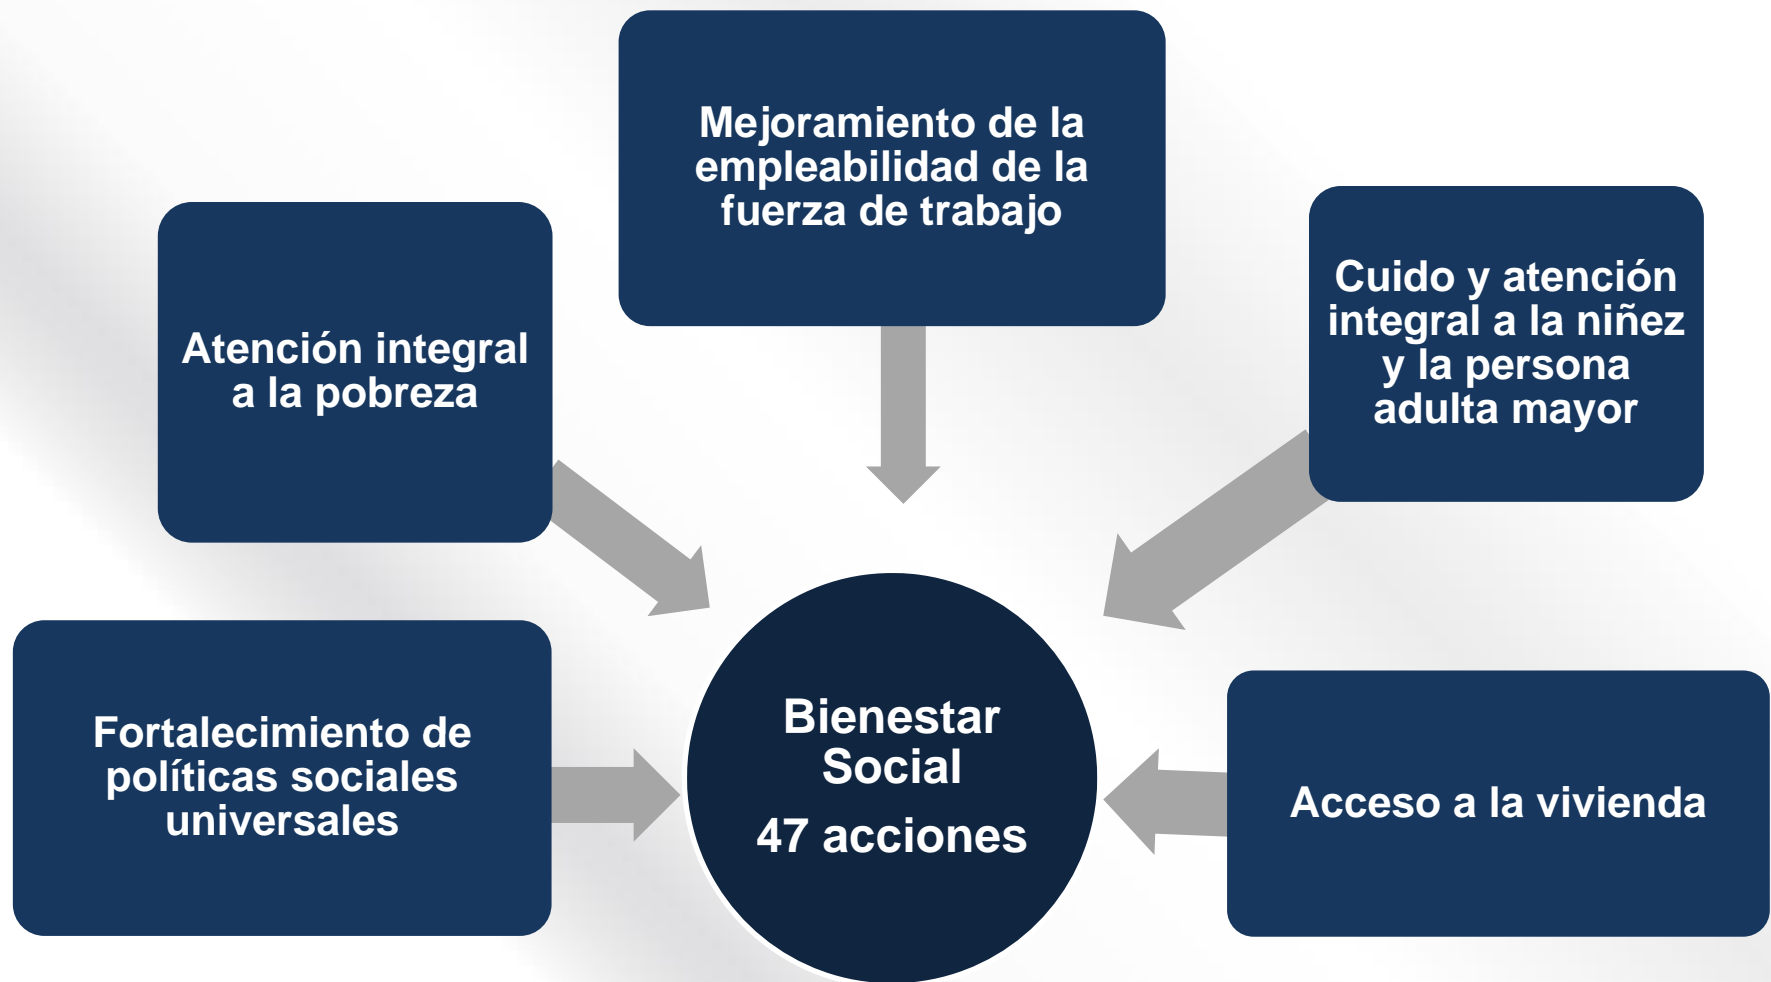 Mejoramiento de la
empleabilidad de la
fuerza de trabajo
Atención integral
a la pobreza
Cuido y atención
integral a la niñez
y la persona
adulta mayor
Fortalecimiento de
políticas sociales
universales
Bienestar
Social
47 acciones
Acceso a la vivienda